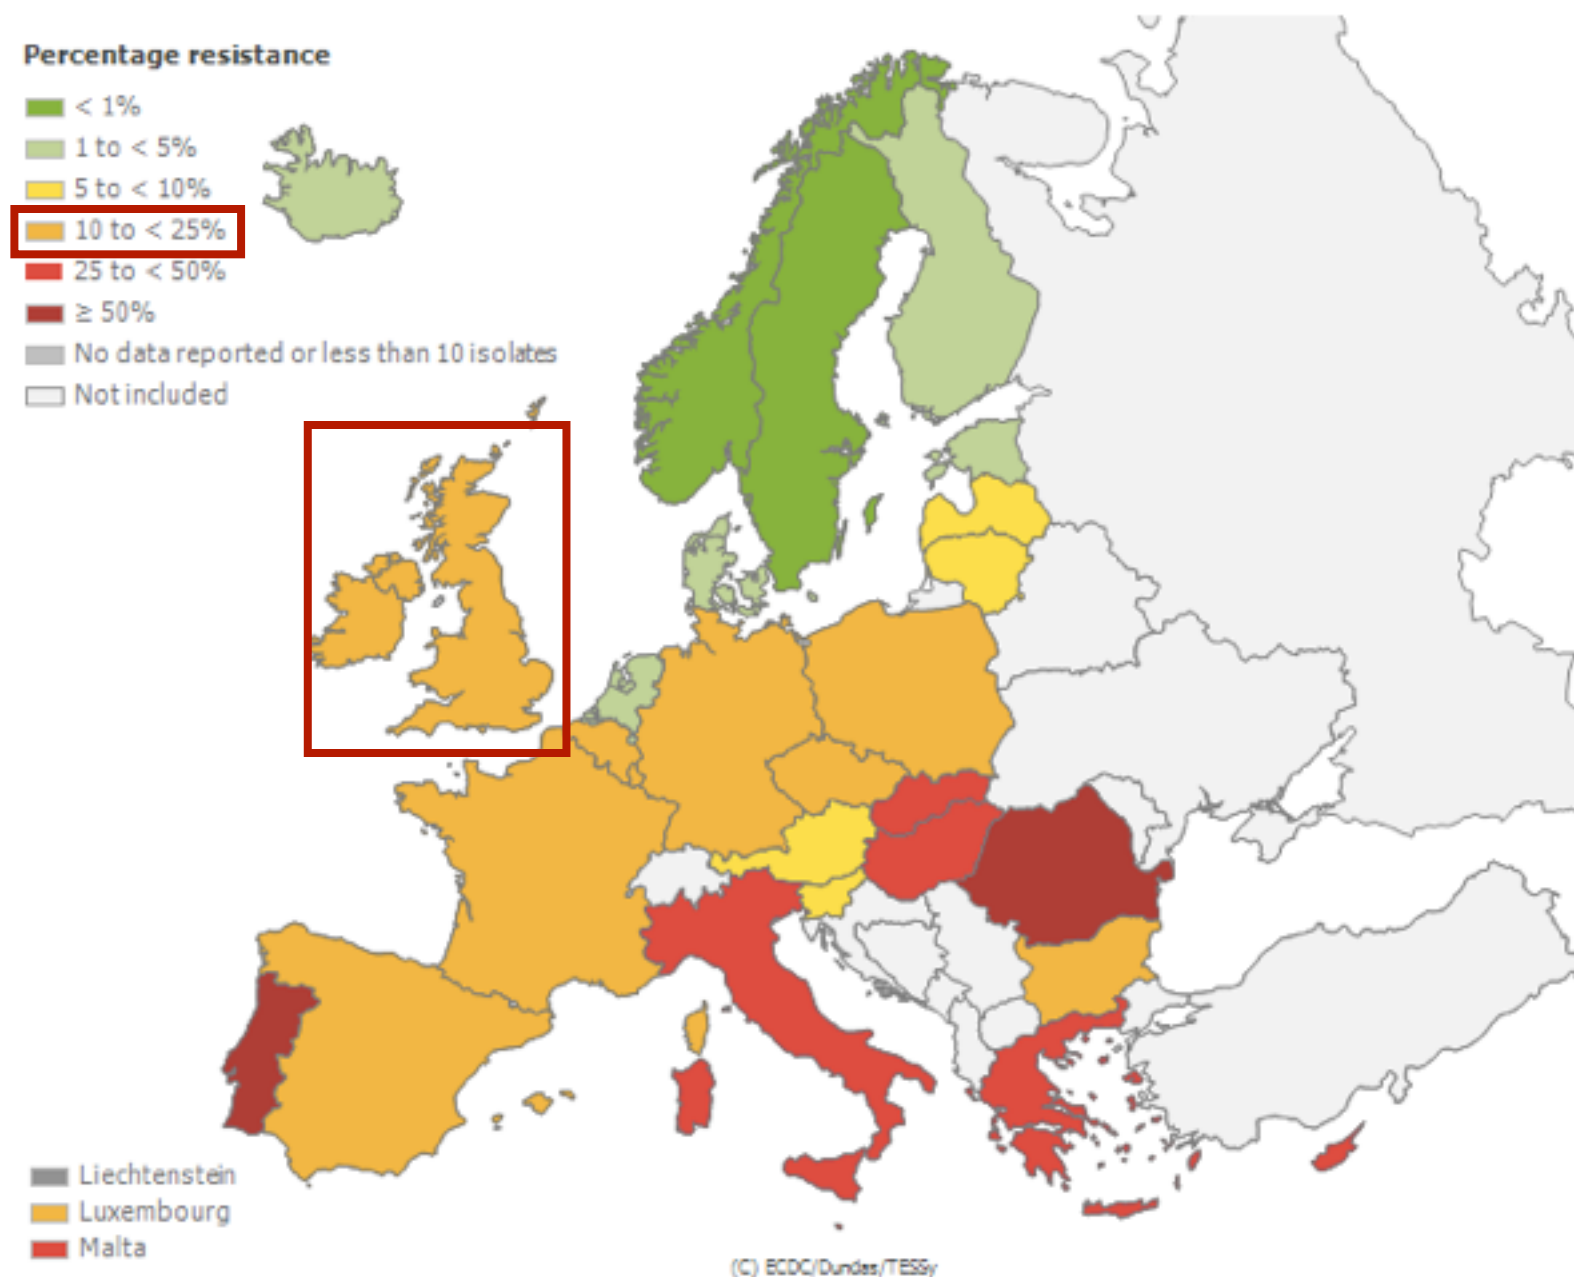 Percentage resistance
< 1%
1 to < 5%
5 to < 10%
10 to < 25%
25 to < 50%
≥ 50%
No data reported or less than 10 isolates
Not included
Liechtenstein
Luxembourg
Malta
(C) ECDC/Dundas/TESSy